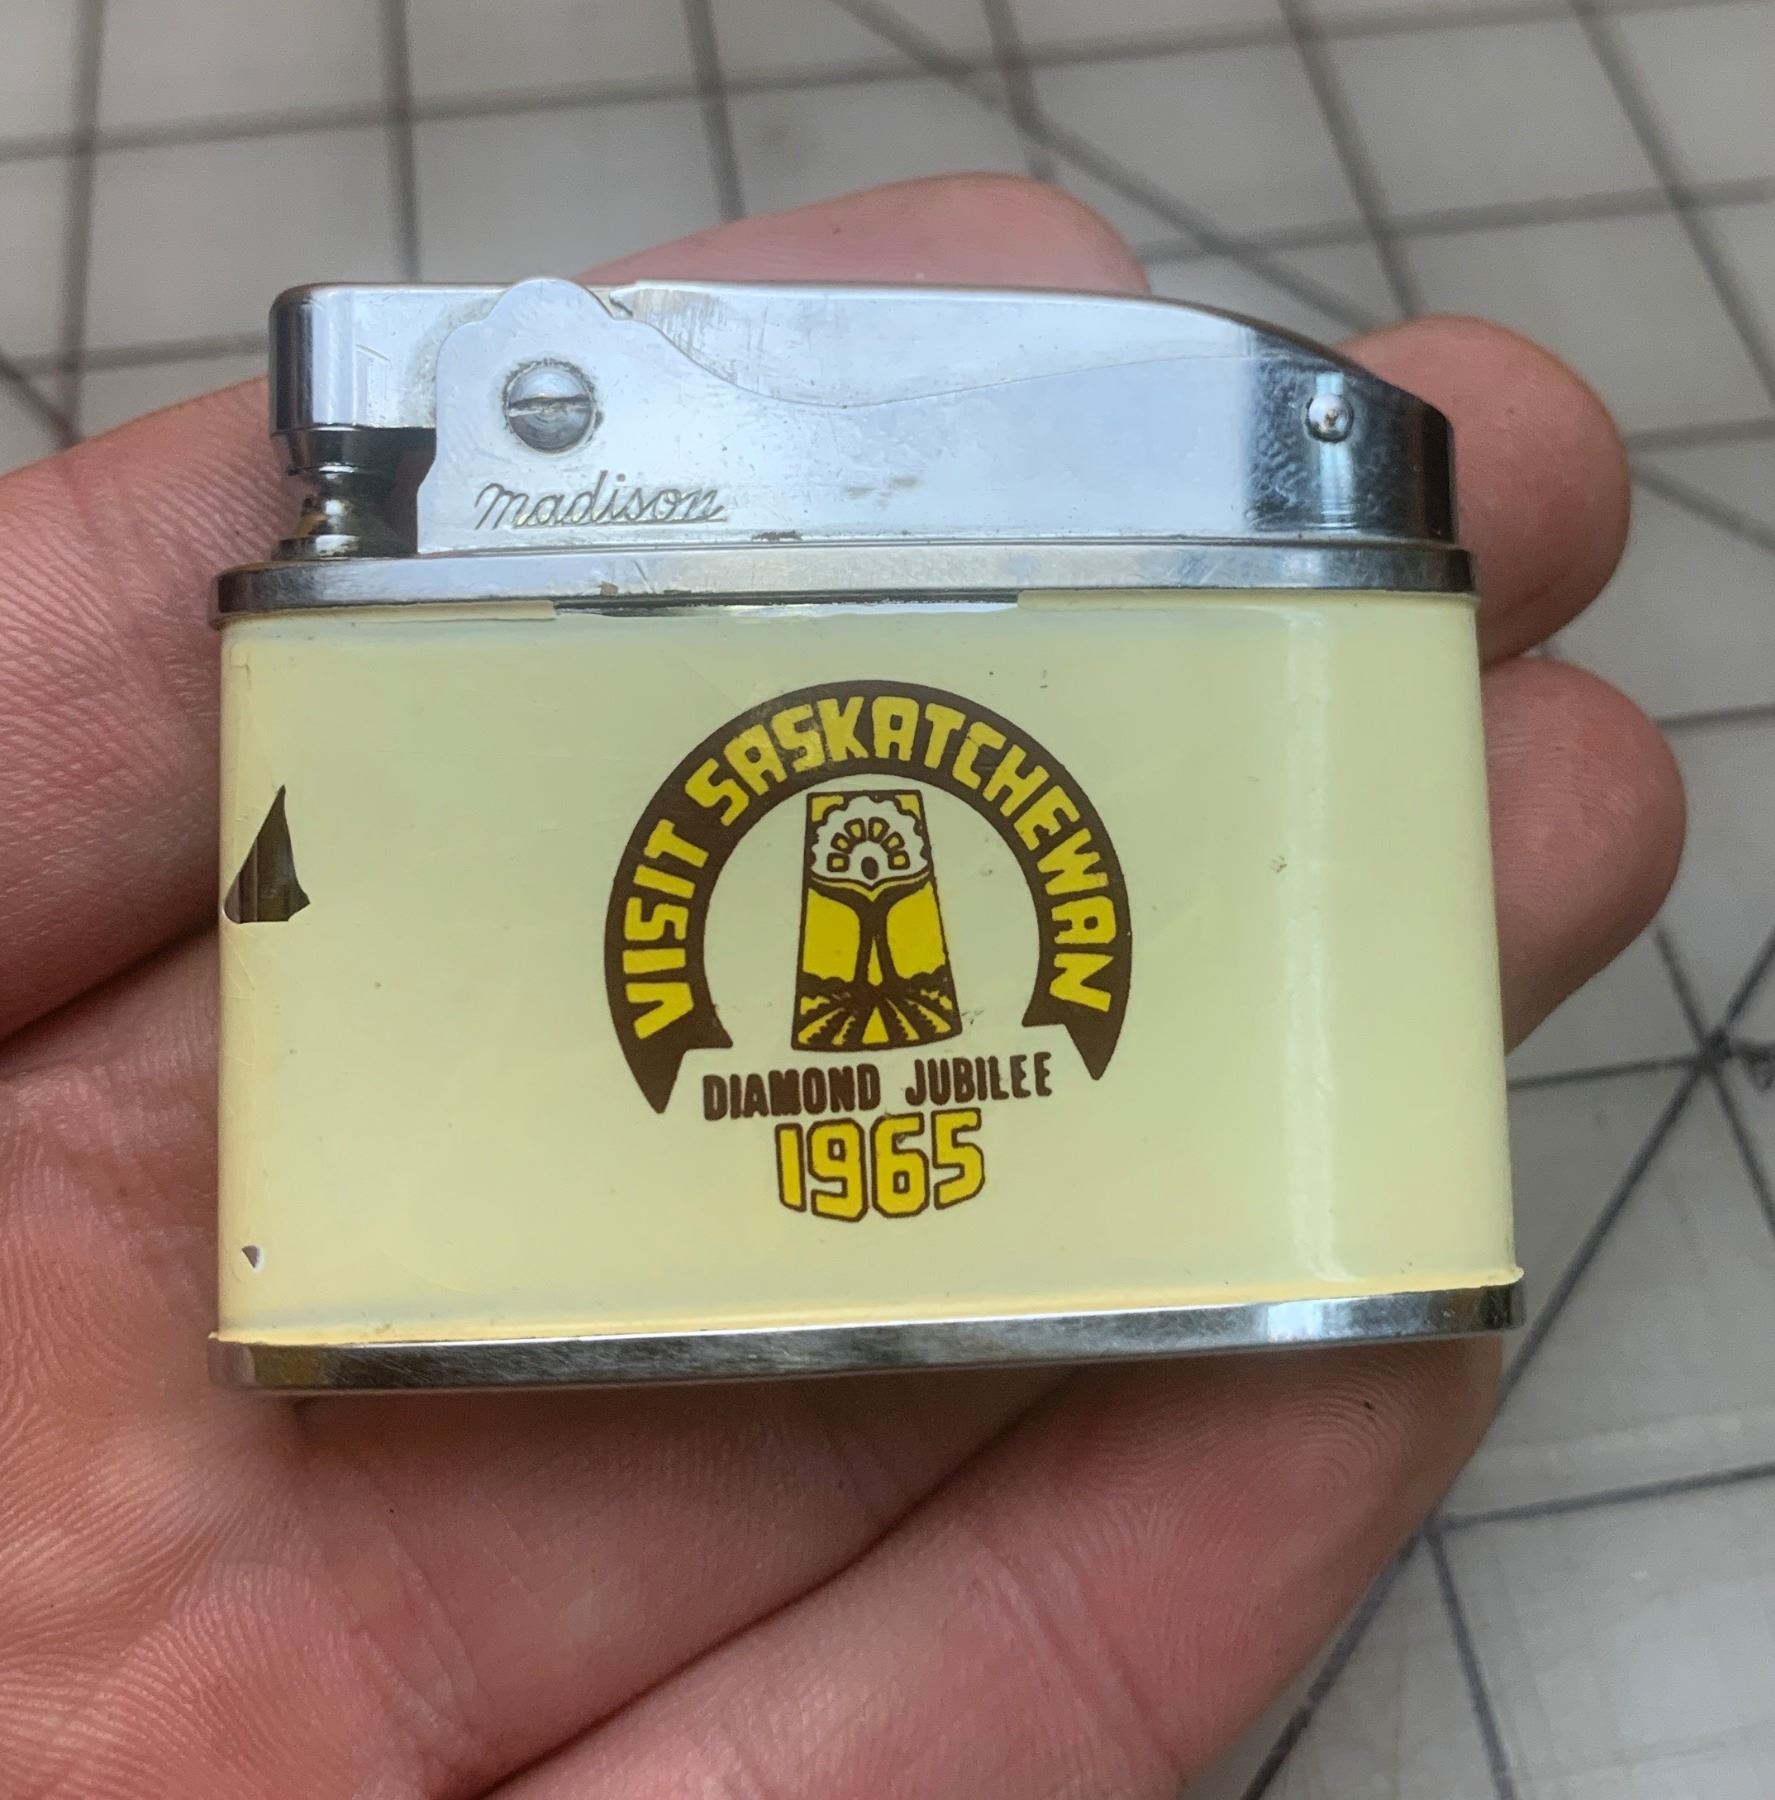 madison
VISIT SASKATCHEWAN
DIAMOND JUBILEE
1965